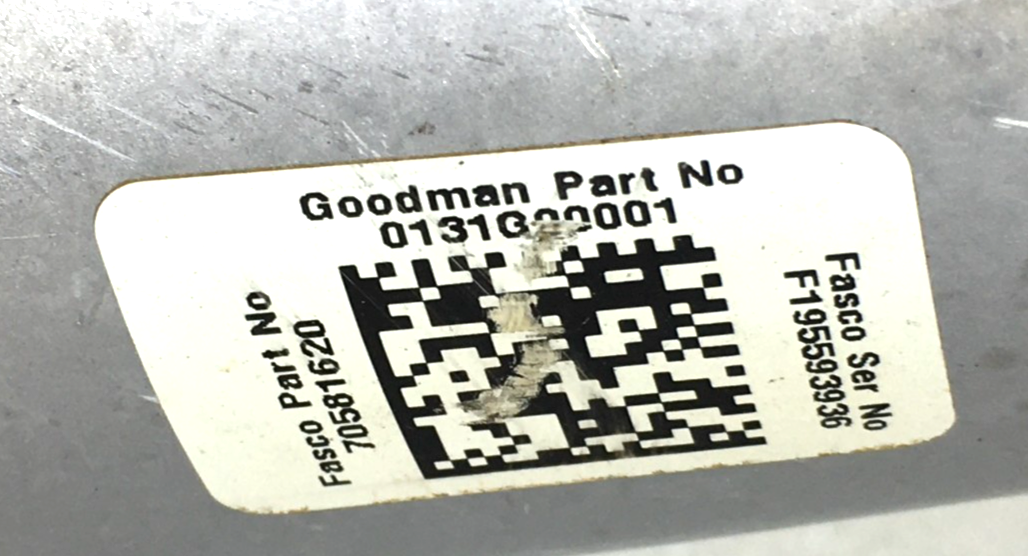 Goodman Part No
0131G00001
Fasco Part No
70581620
Fasco Ser No
F195593936